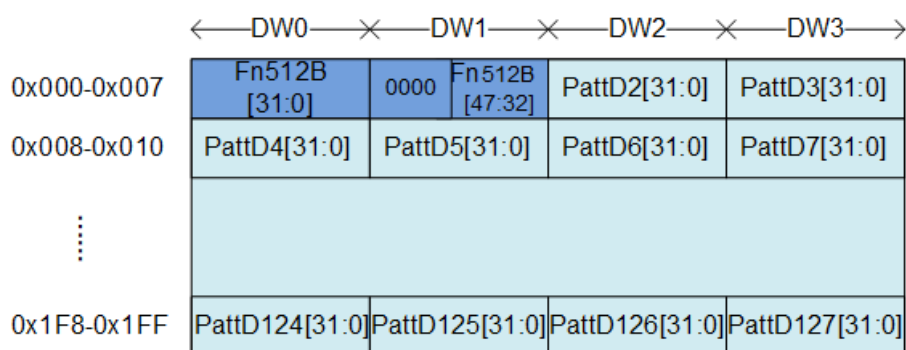 DW0 DW1 DW2 DW3
0x000-0x007 Fn512B [31:0] 0000 Fn512B [47:32] PattD2[31:0] PattD3[31:0]
0x008-0x010 PattD4[31:0] PattD5[31:0] PattD6[31:0] PattD7[31:0]
0x1F8-0x1FF PattD124[31:0] PattD125[31:0] PattD126[31:0] PattD127[31:0]